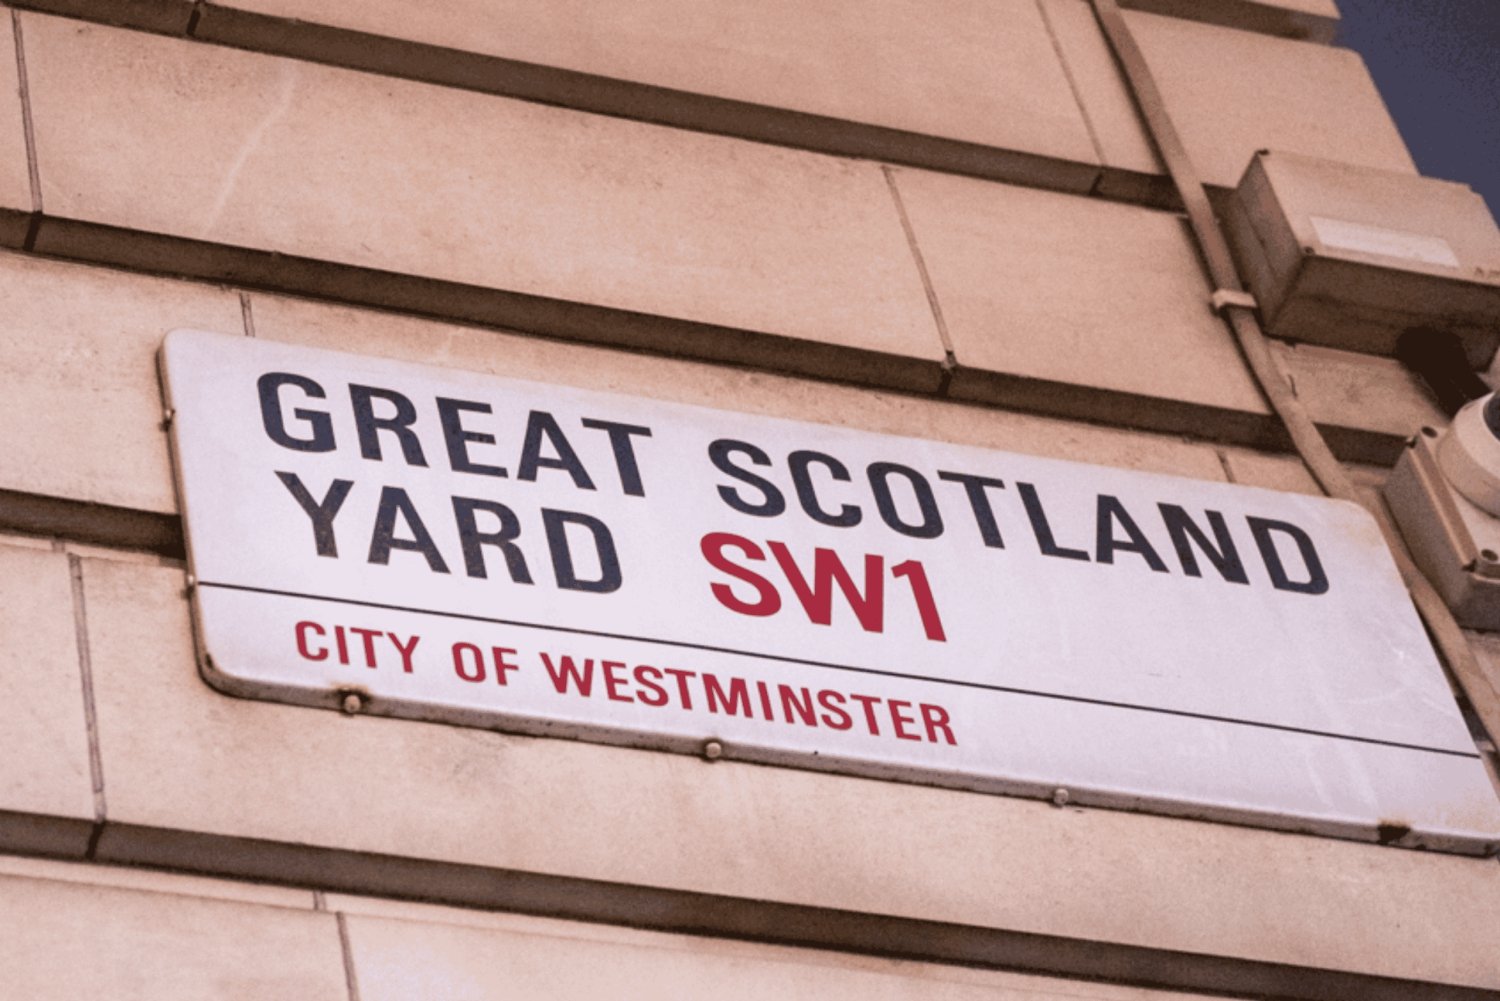 GREAT SCOTLAND
YARD SW1
CITY OF WESTMINSTER